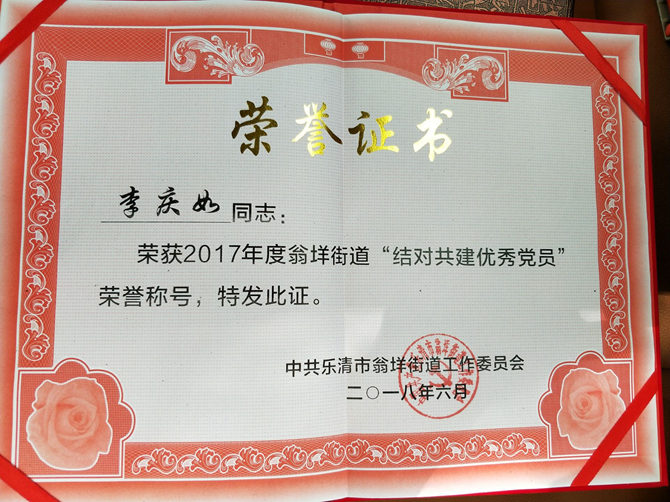 荣誉证书
李庆如同志：
荣获2017年度翁垟街道“结对共建优秀党员”
荣誉称号，特发此证。
中共乐清市翁垟街道工作委员会
二〇一八年六月